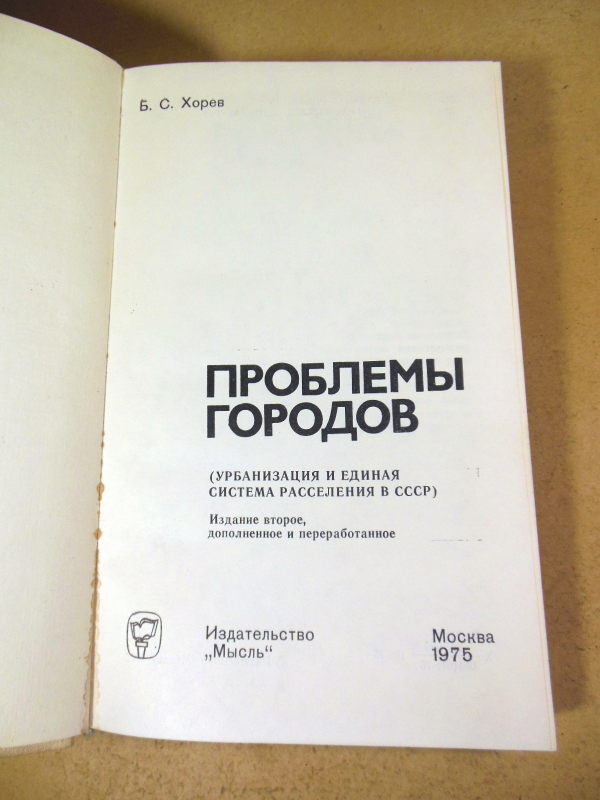 Б. С. Хорев
ПРОБЛЕМЫ
ГОРОДОВ
(УРБАНИЗАЦИЯ И ЕДИНАЯ
СИСТЕМА РАССЕЛЕНИЯ В СССР)
Издание второе,
дополненное и переработанное
Издательство
„Мысль“
Москва
1975